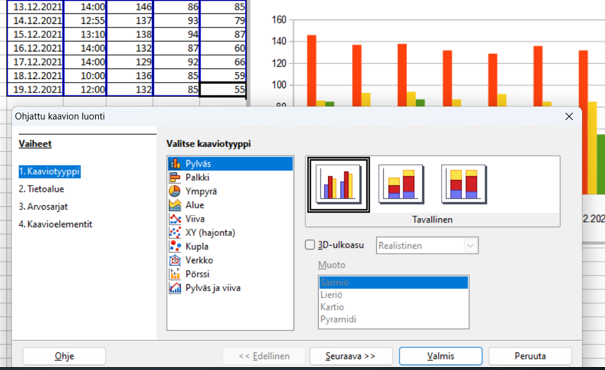 13.12.2021 14:00 146 86 85
14.12.2021 12:55 137 93 79
15.12.2021 13:10 138 94 87
16.12.2021 14:00 132 87 60
17.12.2021 14:00 129 92 66
18.12.2021 10:00 136 85 59
19.12.2021 12:00 132 85 55
160
140
120
100
80
Ohjattu kaavion luonti
Vaiheet
1. Kaaviotyyppi
2. Tietoalue
3. Arvosarjat
4. Kaavioelementit
Valitse kaaviotyyppi
Pylväs
Palkki
Ympyrä
Alue
Viiva
XY (hajonta)
Kupla
Verkko
Pörssi
Pylväs ja viiva
Tavallinen
3D-ulkoasu
Realistinen
Muoto
Särmiö
Lieriö
Kartio
Pyramidi
Ohje
<< Edellinen
Seuraava >>
Valmis
Peruuta